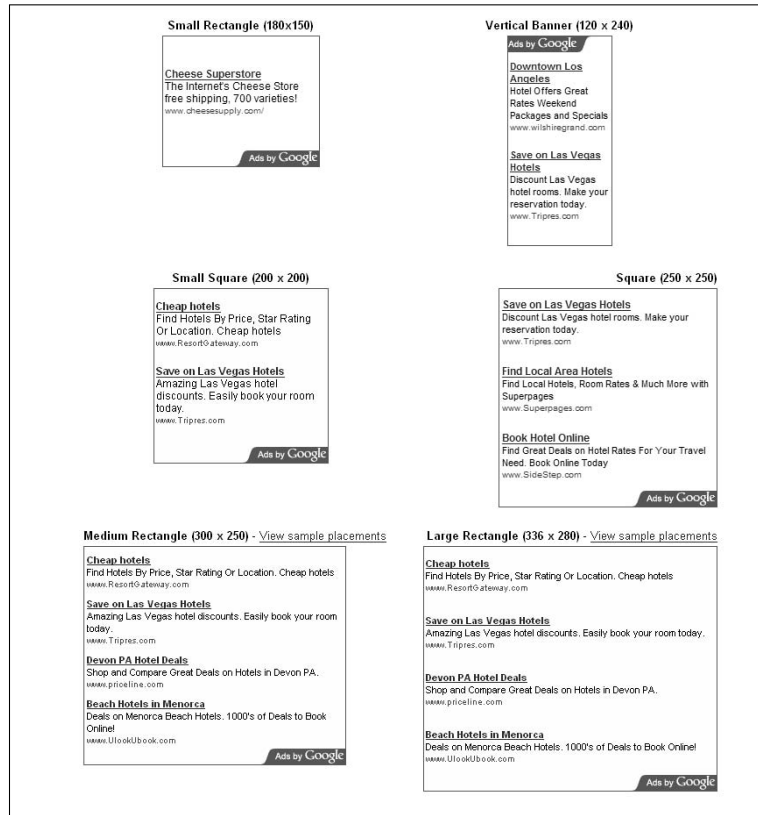 Small Rectangle (180x150)
Cheese Superstore
The Internet's Cheese Store
free shipping, 700 varieties!
www.cheesesupply.com/
Ads by Google
Vertical Banner (120 x 240)
Ads by Google
Downtown Los
Angeles
Hotel Offers Great
Rates Weekend
Packages and Specials
www.wilshiregrand.com
Save on Las Vegas
Hotels
Discount Las Vegas
hotel rooms. Make your
reservation today.
www.Tripres.com
Small Square (200 x 200)
Cheap hotels
Find Hotels By Price, Star Rating
Or Location. Cheap hotels
www.ResortGateway.com
Save on Las Vegas Hotels
Amazing Las Vegas hotel
discounts. Easily book your room
today.
www.Tripres.com
Ads by Google
Square (250 x 250)
Save on Las Vegas Hotels
Discount Las Vegas hotel rooms. Make your
reservation today.
www.Tripres.com
Find Local Area Hotels
Find Local Hotels, Room Rates & Much More with
Superpages
www.Superpages.com
Book Hotel Online
Find Great Deals on Hotel Rates For Your Travel
Need. Book Online Today
www.SideStep.com
Ads by Google
Medium Rectangle (300 x 250) - View sample placements
Cheap hotels
Find Hotels By Price, Star Rating Or Location. Cheap hotels
www.ResortGateway.com
Save on Las Vegas Hotels
Amazing Las Vegas hotel discounts. Easily book your room
today.
www.Tripres.com
Devon PA Hotel Deals
Shop and Compare Great Deals on Hotels in Devon PA.
www.priceline.com
Beach Hotels in Menorca
Deals on Menorca Beach Hotels. 1000's of Deals to Book
Online!
www.UlookUbook.com
Ads by Google
Large Rectangle (336 x 280) - View sample placements
Cheap hotels
Find Hotels By Price, Star Rating Or Location. Cheap hotels
www.ResortGateway.com
Save on Las Vegas Hotels
Amazing Las Vegas hotel discounts. Easily book your room today.
www.Tripres.com
Devon PA Hotel Deals
Shop and Compare Great Deals on Hotels in Devon PA.
www.priceline.com
Beach Hotels in Menorca
Deals on Menorca Beach Hotels. 1000's of Deals to Book Online!
www.UlookUbook.com
Ads by Google